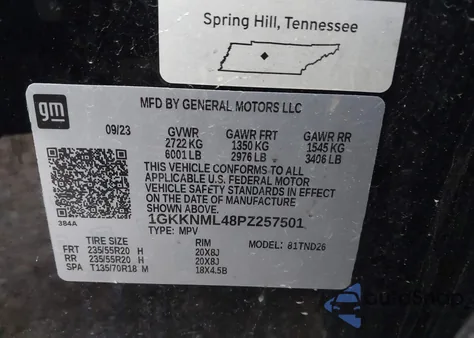 Spring Hill, Tennessee
gm
MFD BY GENERAL MOTORS LLC
09/23 GVWR GAWR FRT GAWR RR
2722 KG 1350 KG 1545 KG
6001 LB 2976 LB 3406 LB
THIS VEHICLE CONFORMS TO ALL
APPLICABLE U.S. FEDERAL MOTOR
VEHICLE SAFETY STANDARDS IN EFFECT
ON THE DATE OF MANUFACTURE
SHOWN ABOVE.
1GKKNML48PZ257501
384A
TYPE: MPV
TIRE SIZE RIM MODEL: 81TND26
FRT 235/55R20 H 20X8J
RR 235/55R20 H 20X8J
SPA T135/70R18 M 18X4.5B
autosnap